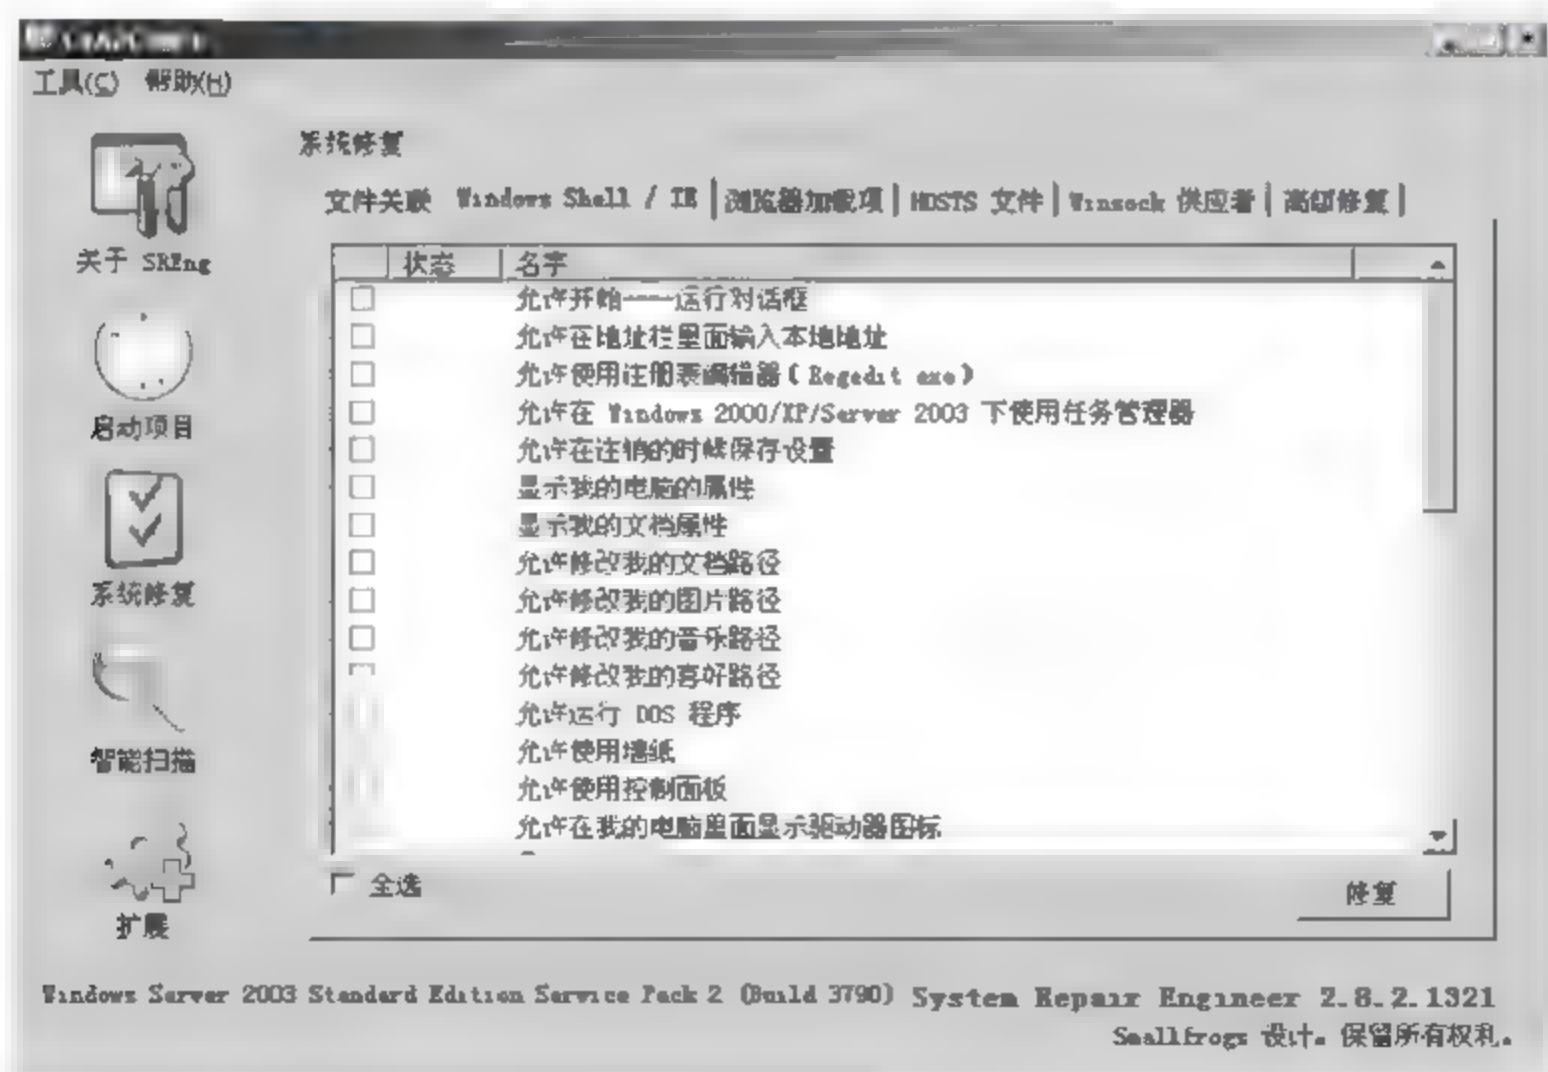 工具(C) 帮助(H)
关于 SREng
启动项目
系统修复
智能扫描
扩展
系统修复
文件关联 Windows Shell / IE 浏览器加载项 HOSTS 文件 Winsock 供应者 高级修复
状态 名字
允许开始----运行对话框
允许在地址栏里面输入本地地址
允许使用注册表编辑器(Regedit exe)
允许在 Windows 2000/XP/Server 2003 下使用任务管理器
允许在注销的时候保存设置
显示我的电脑的属性
显示我的文档属性
允许修改我的文档路径
允许修改我的图片路径
允许修改我的音乐路径
允许修改我的喜好路径
允许运行 DOS 程序
允许使用墙纸
允许使用控制面板
允许在我的电脑里面显示驱动器图标
全选
修复
Windows Server 2003 Standard Edition Service Pack 2 (Build 3790)
System Repair Engineer 2.8.2.1321
Smallfrogs 设计。保留所有权利。